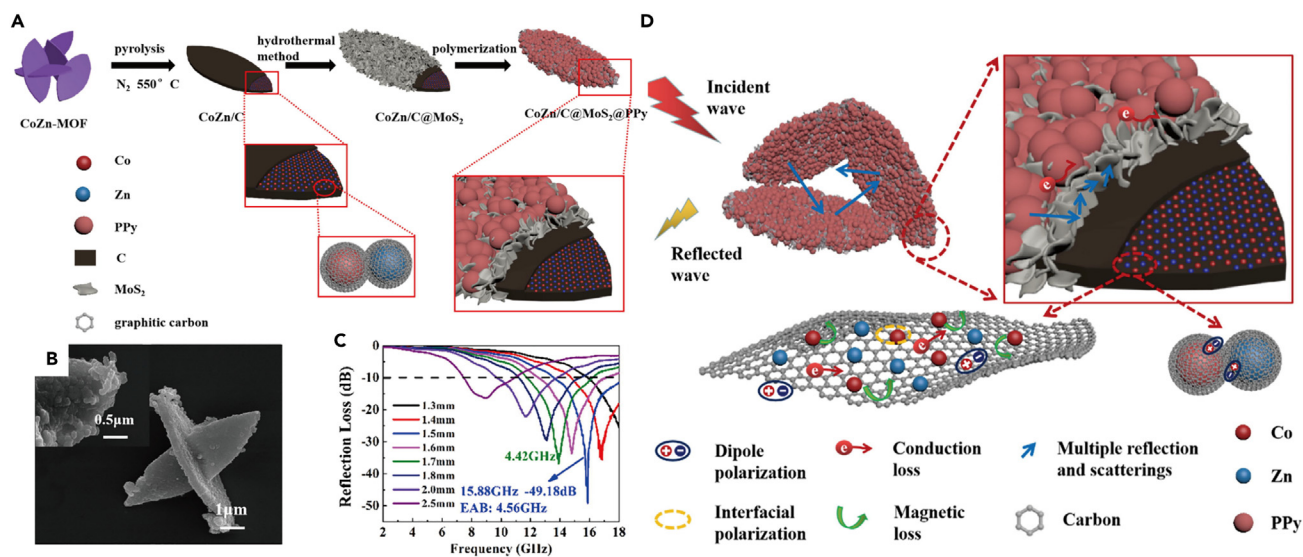 A
CoZn-MOF
pyrolysis
N₂ 550° C
CoZn/C
hydrothermal
method
CoZn/C@MoS₂
polymerization
CoZn/C@MoS₂@PPy
Co
Zn
PPy
C
MoS₂
graphitic carbon
B
0.5μm
1μm
C
Reflection Loss (dB)
0
-10
-20
-30
-40
-50
1.3mm
1.4mm
1.5mm
1.6mm
1.7mm
1.8mm
2.0mm
2.5mm
4.42GHz
15.88GHz -49.18dB
EAB: 4.56GHz
2 4 6 8 10 12 14 16 18
Frequency (GHz)
D
Incident
wave
Reflected
wave
e
e
e
e
Dipole
polarization
e
Conduction
loss
Multiple reflection
and scatterings
Co
Zn
Interfacial
polarization
Magnetic
loss
Carbon
PPy